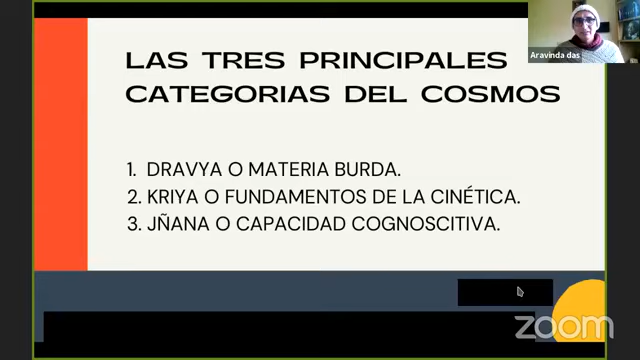 LAS TRES PRINCIPALES
CATEGORIAS DEL COSMOS
1. DRAVYA O MATERIA BURDA.
2. KRIYA O FUNDAMENTOS DE LA CINÉTICA.
3. JÑANA O CAPACIDAD COGNOSCITIVA.
Aravinda das
zoom